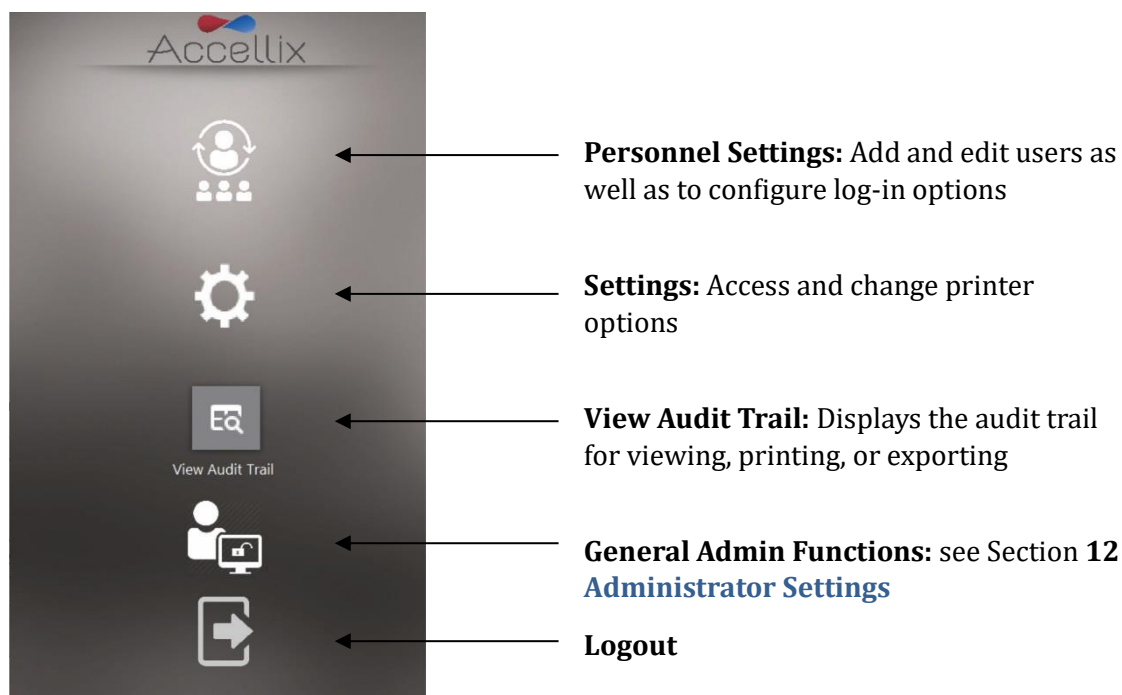 Accellix
Personnel Settings: Add and edit users as
well as to configure log-in options
Settings: Access and change printer
options
View Audit Trail: Displays the audit trail
for viewing, printing, or exporting
View Audit Trail
General Admin Functions: see Section 12
Administrator Settings
Logout